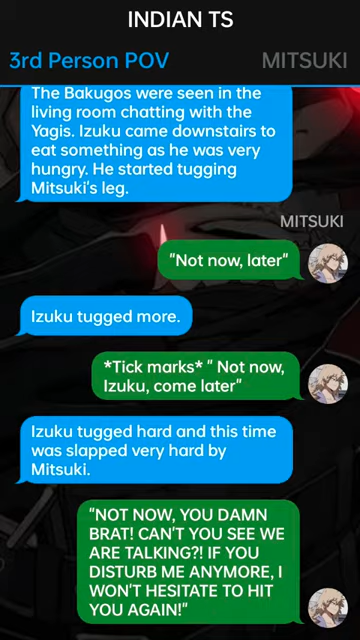 INDIAN TS
3rd Person POV
MITSUKI
The Bakugos were seen in the
living room chatting with the
Yagis. Izuku came downstairs to
eat something as he was very
hungry. He started tugging
Mitsuki's leg.
MITSUKI
"Not now, later"
Izuku tugged more.
*Tick marks* " Not now,
Izuku, come later"
Izuku tugged hard and this time
was slapped very hard by
Mitsuki.
"NOT NOW, YOU DAMN
BRAT! CAN'T YOU SEE WE
ARE TALKING?! IF YOU
DISTURB ME ANYMORE, I
WON'T HESITATE TO HIT
YOU AGAIN!"